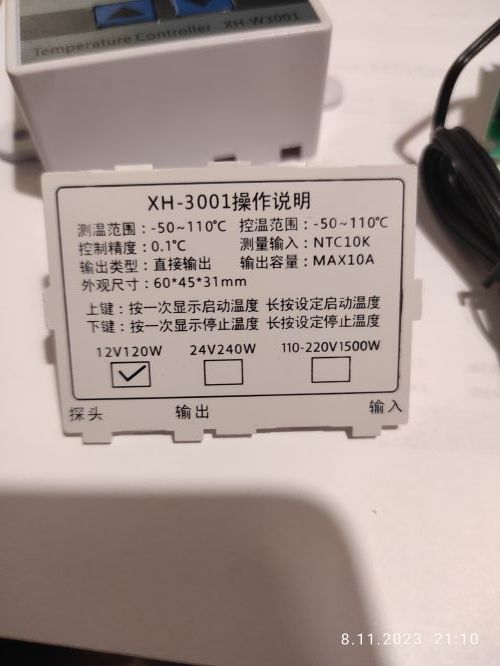 Temperature Controller XH-W3001
XH-3001操作说明
测温范围：-50~110℃ 控温范围：-50~110℃
控制精度：0.1℃ 测量输入：NTC10K
输出类型：直接输出 输出容量：MAX10A
外观尺寸：60*45*31mm
上键：按一次显示启动温度 长按设定启动温度
下键：按一次显示停止温度 长按设定停止温度
12V120W 24V240W 110-220V1500W
探头 输出 输入
8.11.2023 21:10